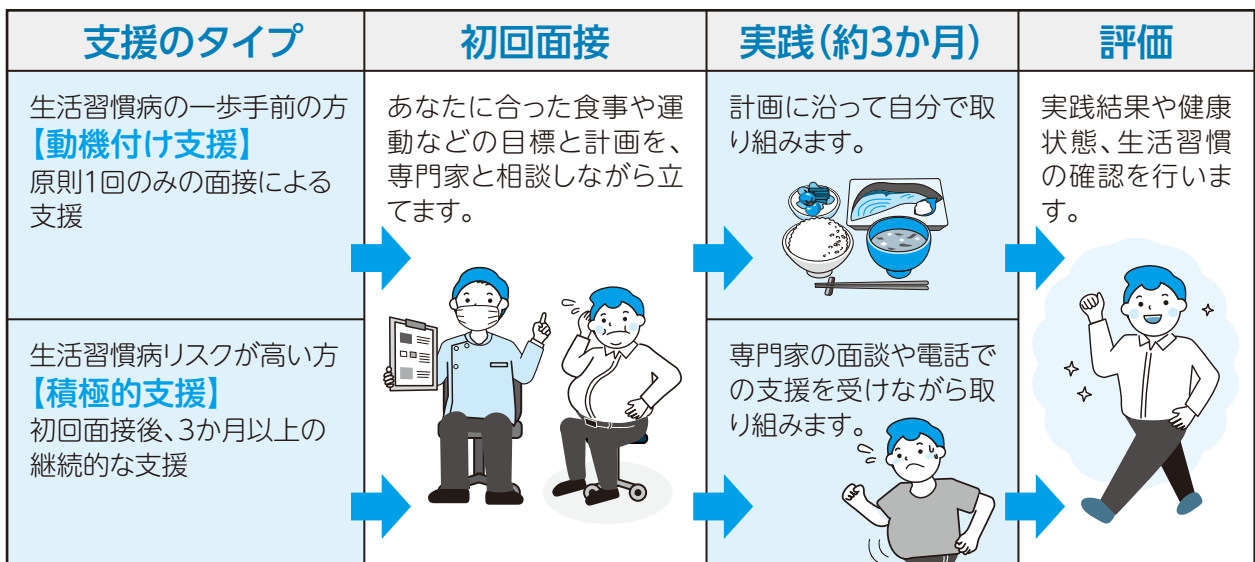 支援のタイプ
初回面接
実践(約3か月)
評価
生活習慣病の一歩手前の方
【動機付け支援】
原則1回のみの面接による
支援
あなたに合った食事や運
動などの目標と計画を、
専門家と相談しながら立
てます。
計画に沿って自分で取
り組みます。
実践結果や健康
状態、生活習慣
の確認を行いま
す。
生活習慣病リスクが高い方
【積極的支援】
初回面接後、3か月以上の
継続的な支援
専門家の面談や電話で
の支援を受けながら取
り組みます。